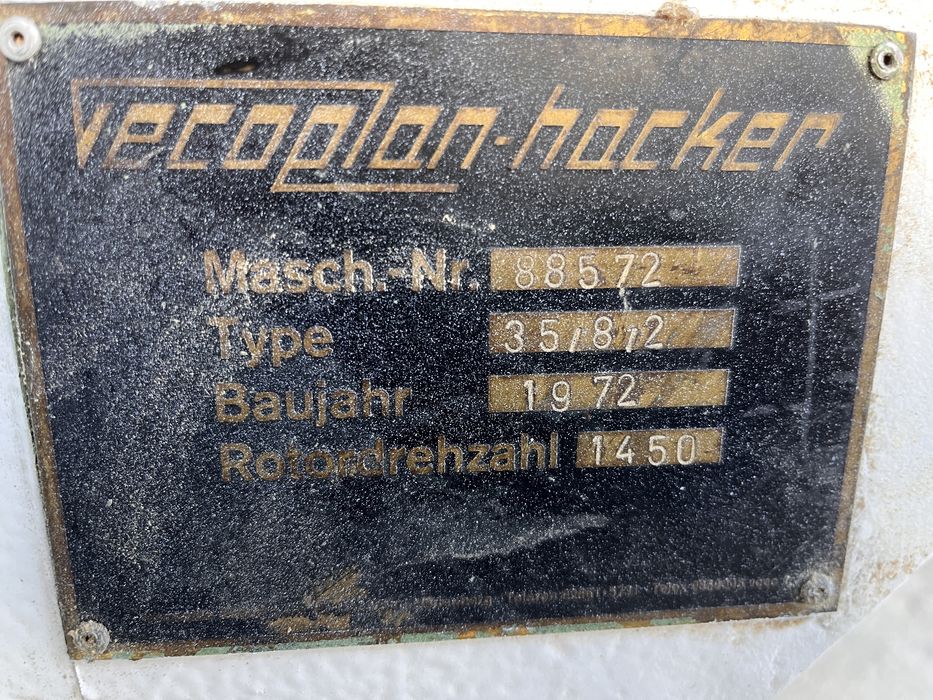 vecoplan-hacker
Masch.-Nr. 88572
Type 35/8/2
Baujahr 1972
Rotordrehzahl 1450